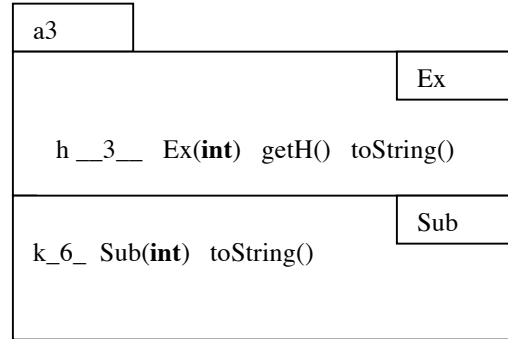 a3
Ex
h __3__ Ex(int) getH() toString()
Sub
k_6_ Sub(int) toString()